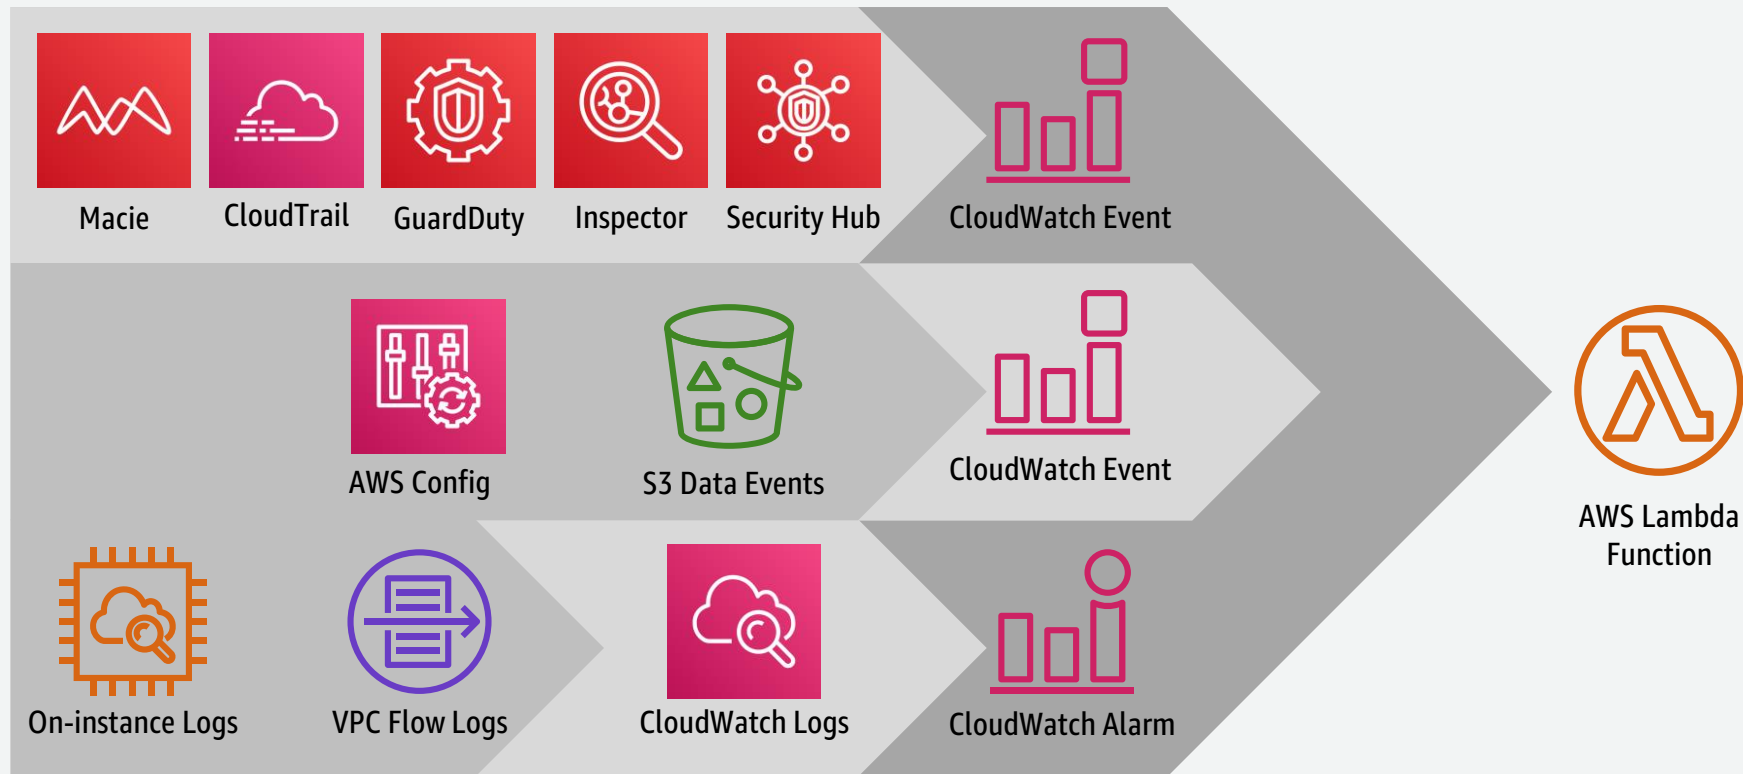 Macie
CloudTrail
GuardDuty
Inspector
Security Hub
CloudWatch Event
AWS Config
S3 Data Events
CloudWatch Event
AWS Lambda
Function
On-instance Logs
VPC Flow Logs
CloudWatch Logs
CloudWatch Alarm